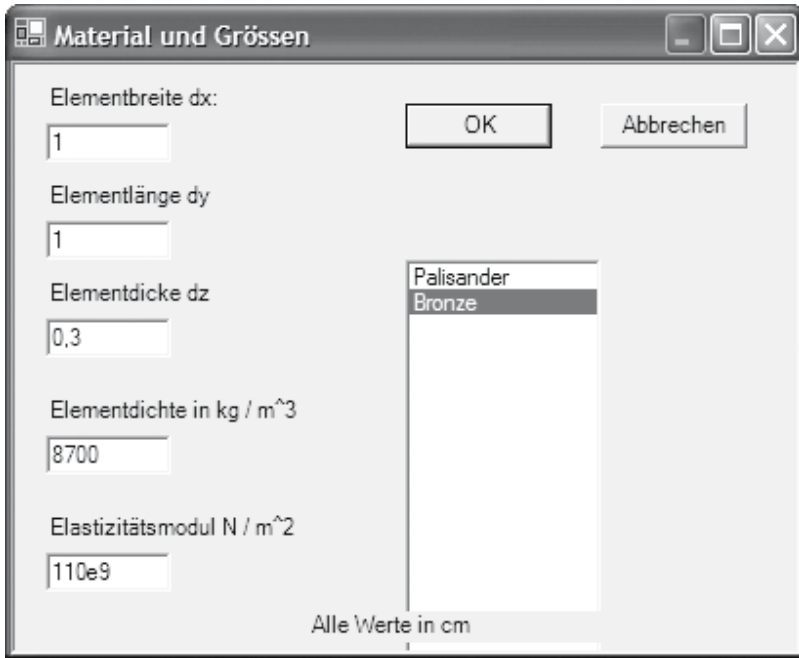 Material und Grössen
Elementbreite dx:
1
OK
Abbrechen
Elementlänge dy
1
Elementdicke dz
0,3
Palisander
Bronze
Elementdichte in kg / m^3
8700
Elastizitätsmodul N / m^2
110e9
Alle Werte in cm